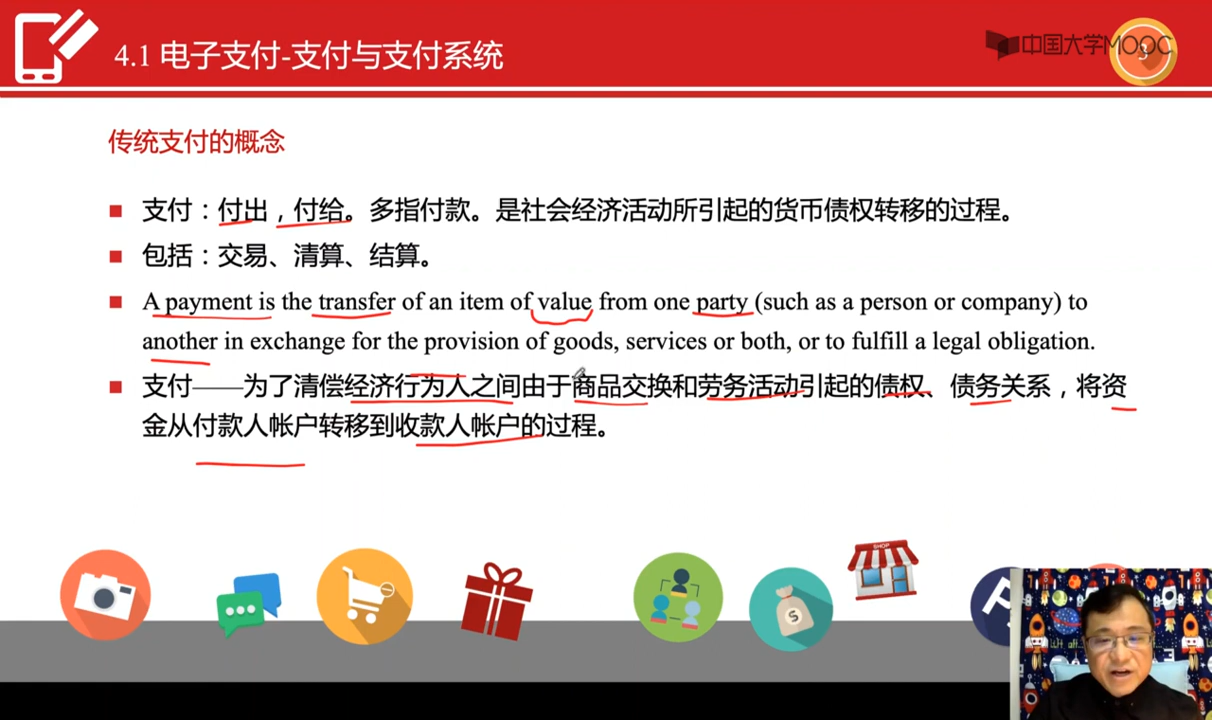 4.1 电子支付-支付与支付系统
中国大学MOOC
3
传统支付的概念
支付：付出，付给。多指付款。是社会经济活动所引起的货币债权转移的过程。
包括：交易、清算、结算。
A payment is the transfer of an item of value from one party (such as a person or company) to
another in exchange for the provision of goods, services or both, or to fulfill a legal obligation.
支付——为了清偿经济行为人之间由于商品交换和劳务活动引起的债权、债务关系，将资
金从付款人帐户转移到收款人帐户的过程。
SHOP
$